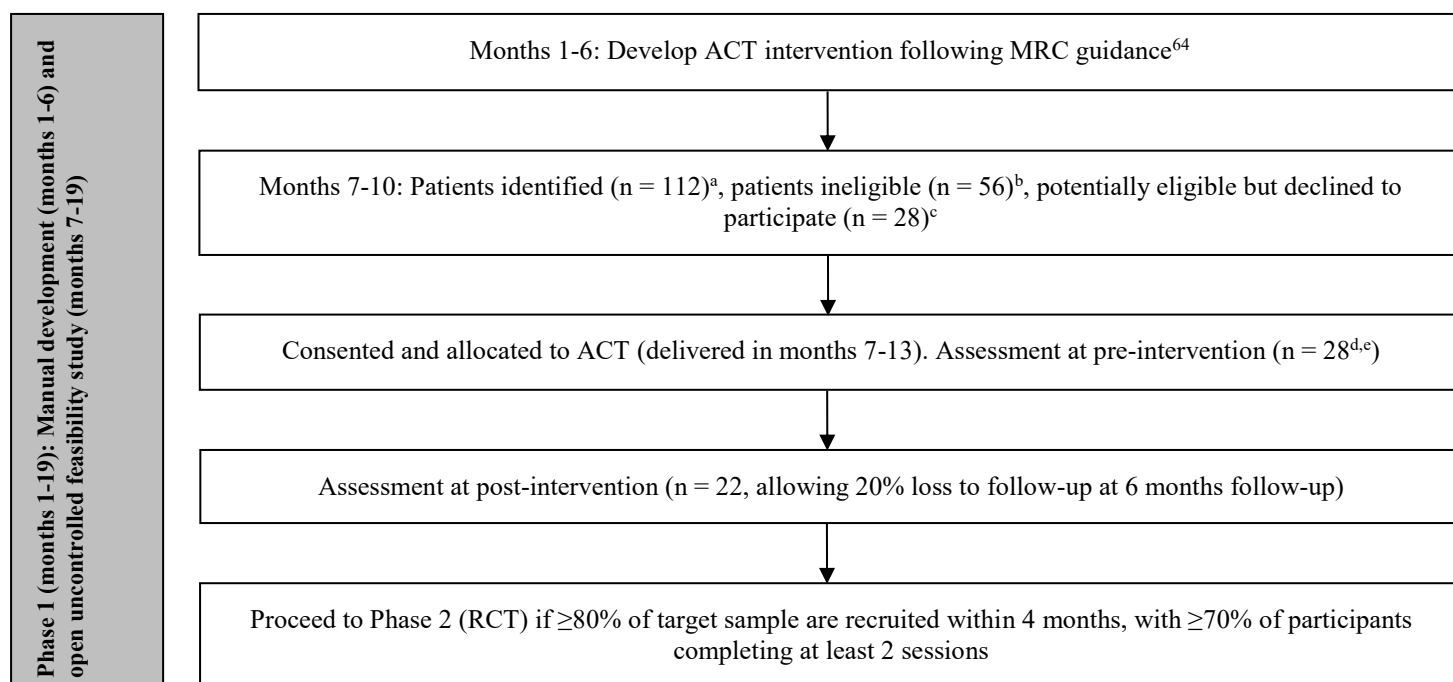 Phase 1 (months 1-19): Manual development (months 1-6) and
open uncontrolled feasibility study (months 7-19)
Months 1-6: Develop ACT intervention following MRC guidance⁶⁴
Months 7-10: Patients identified (n = 112)ᵃ, patients ineligible (n = 56)ᵇ, potentially eligible but declined to
participate (n = 28)ᶜ
Consented and allocated to ACT (delivered in months 7-13). Assessment at pre-intervention (n = 28ᵈ,ᵉ)
Assessment at post-intervention (n = 22, allowing 20% loss to follow-up at 6 months follow-up)
Proceed to Phase 2 (RCT) if ≥80% of target sample are recruited within 4 months, with ≥70% of participants
completing at least 2 sessions